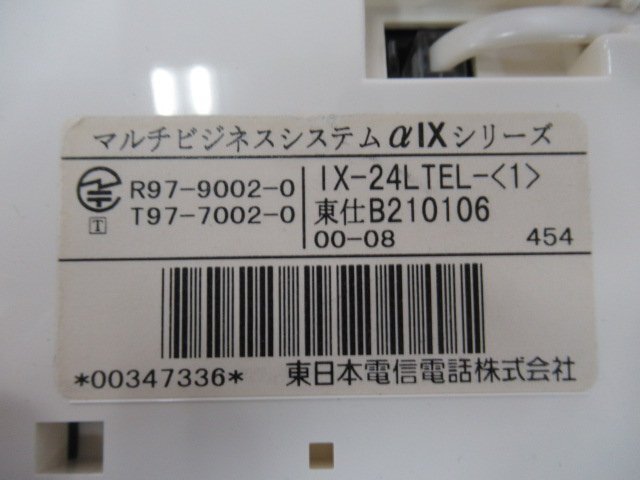 マルチビジネスシステム αIXシリーズ
R97-9002-0
T97-7002-0
T
IX-24LTEL-<1>
東仕B210106
00-08 454
*00347336* 東日本電信電話株式会社